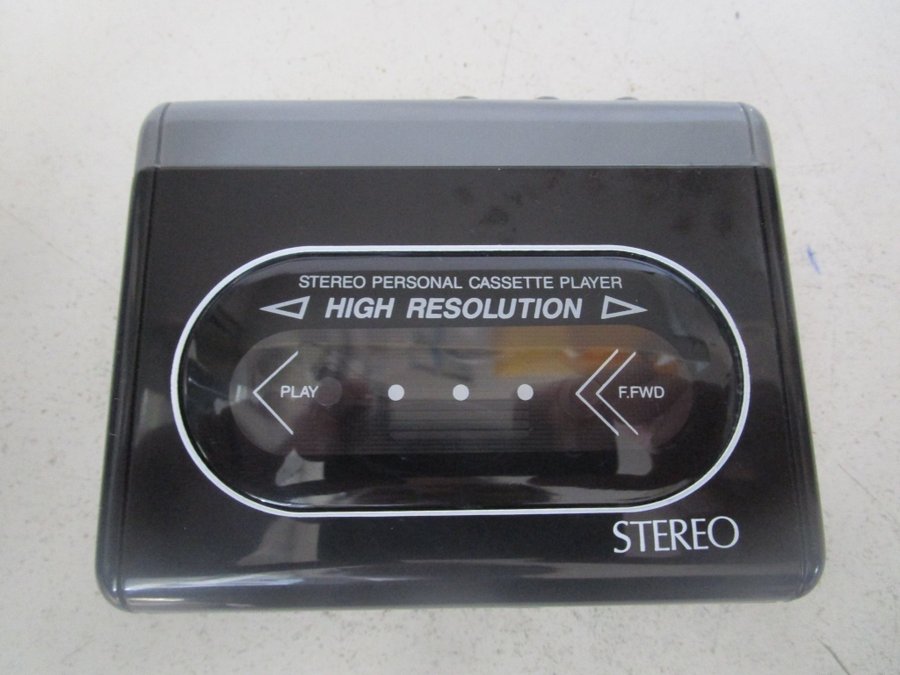 STEREO PERSONAL CASSETTE PLAYER
HIGH RESOLUTION
PLAY F.FWD
STEREO